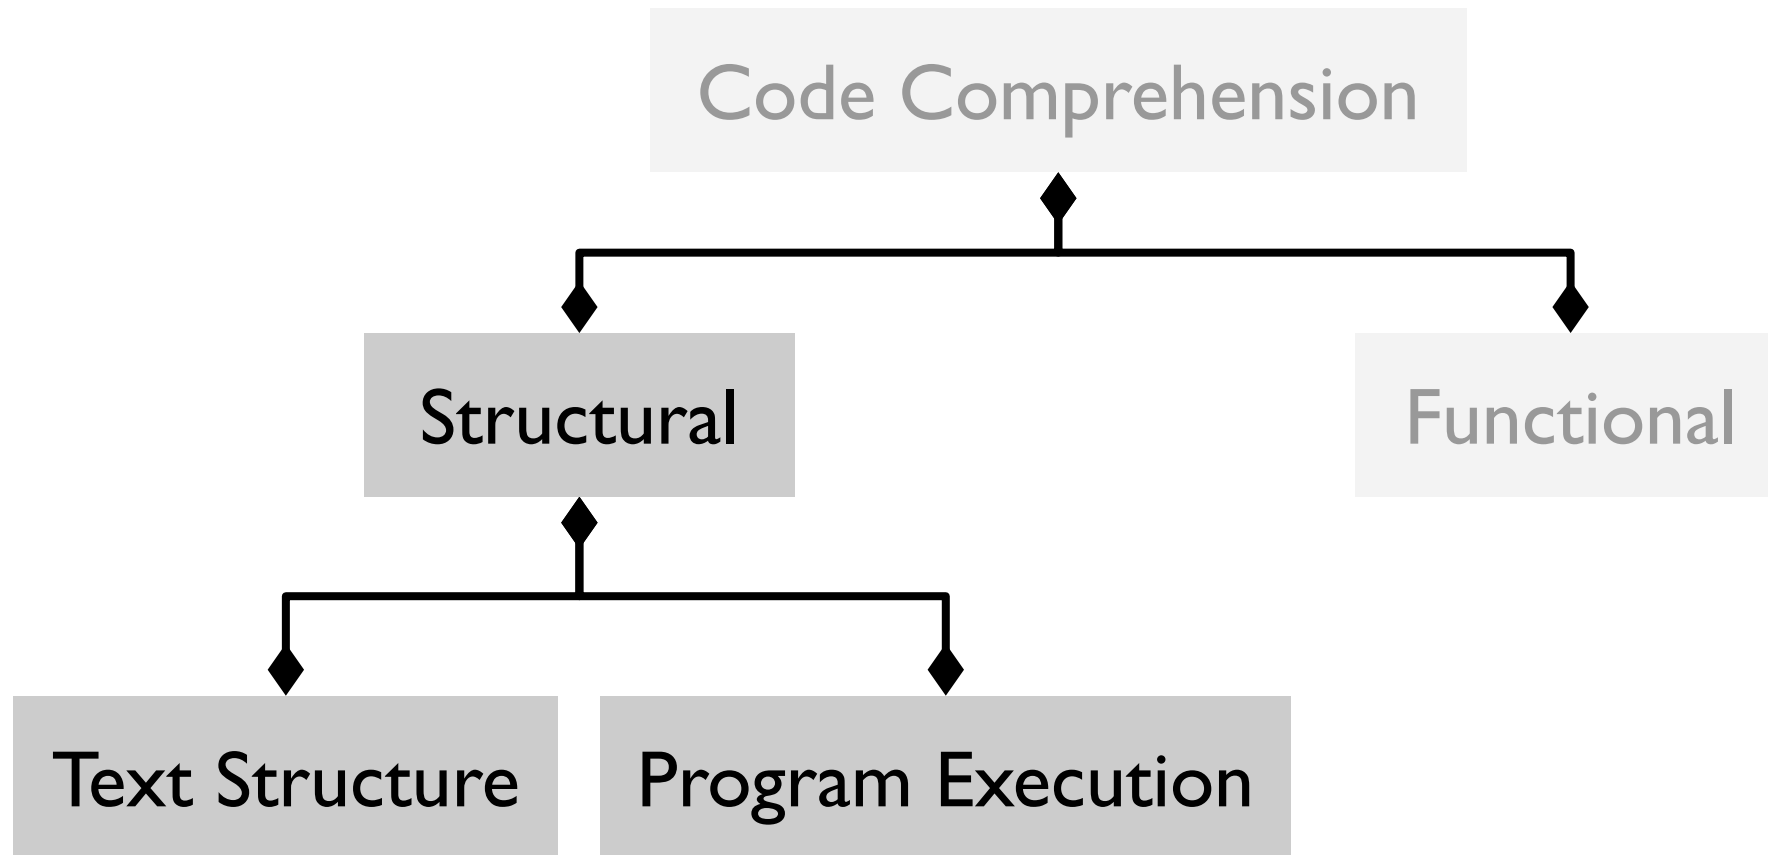 Code Comprehension
Structural
Functional
Text Structure
Program Execution